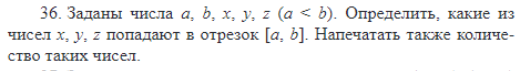 36. Заданы числа a, b, x, y, z (a < b). Определить, какие из
чисел x, y, z попадают в отрезок [a, b]. Напечатать также количе-
ство таких чисел.